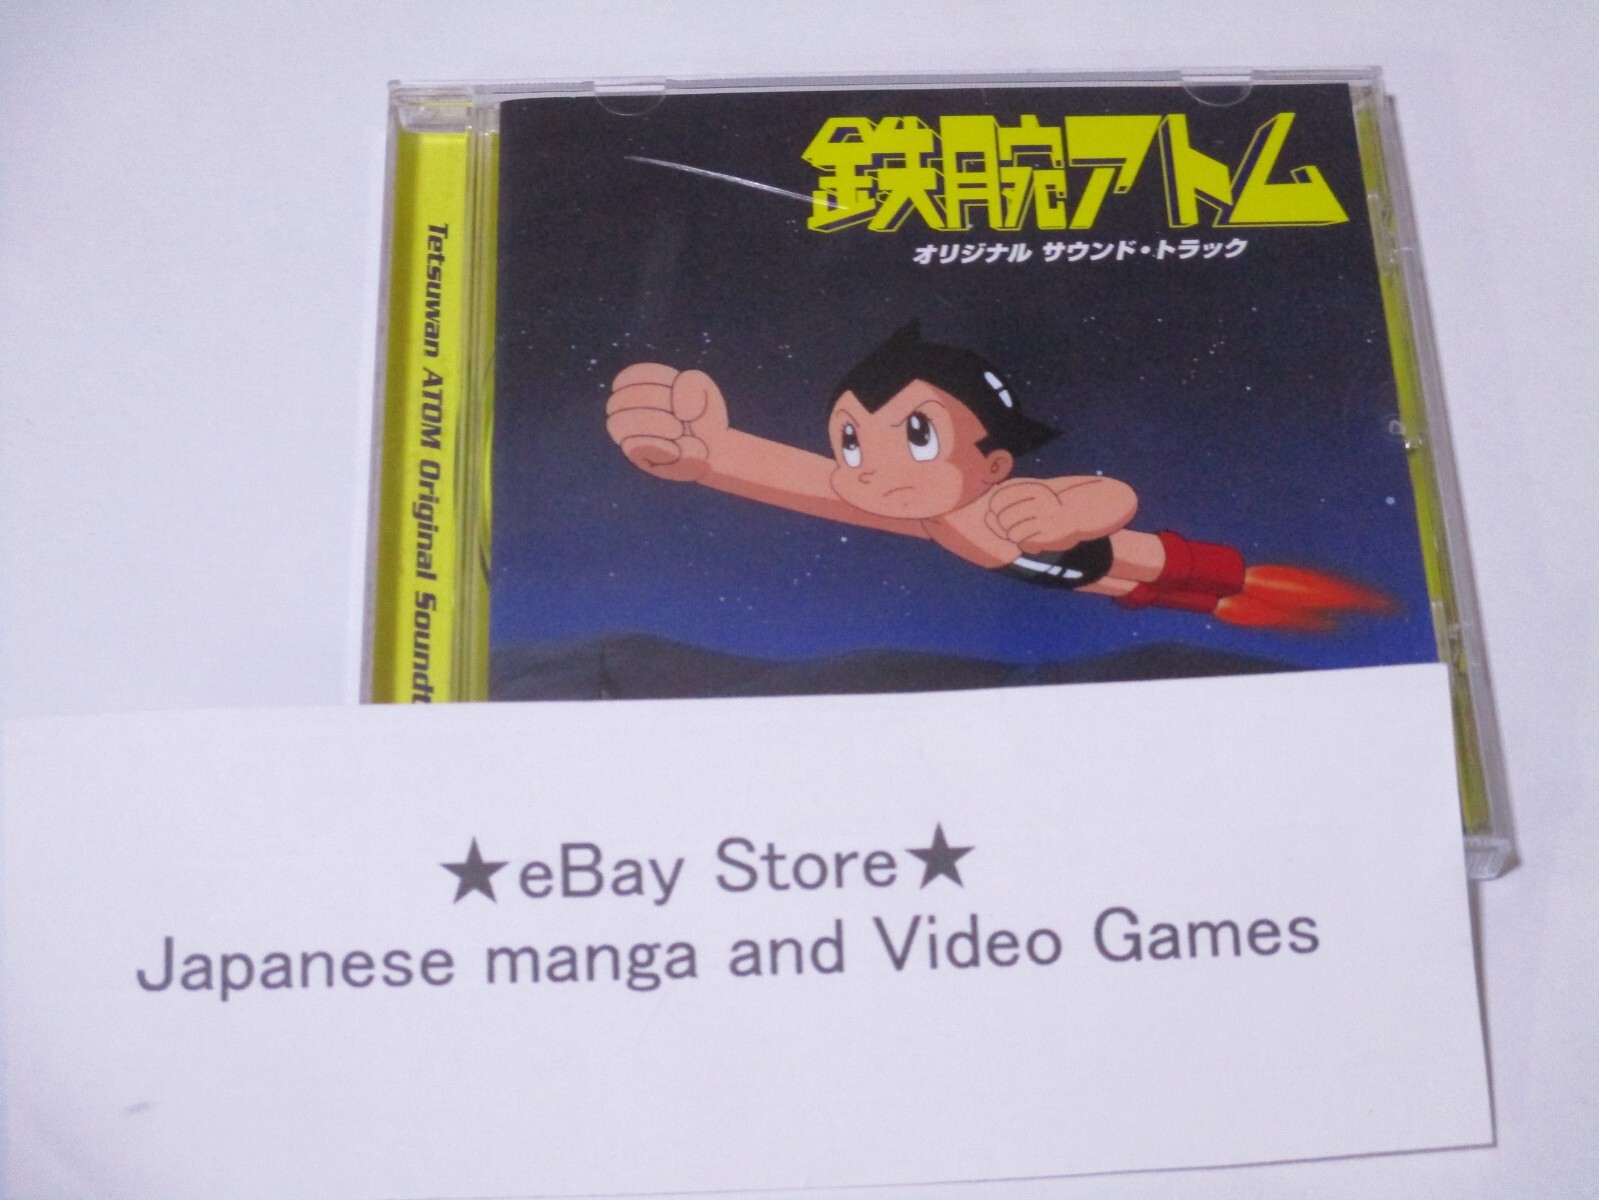 鉄腕アトム
オリジナル サウンド・トラック
Tetsuwan ATOM Original
★eBay Store★
Japanese manga and Video Games